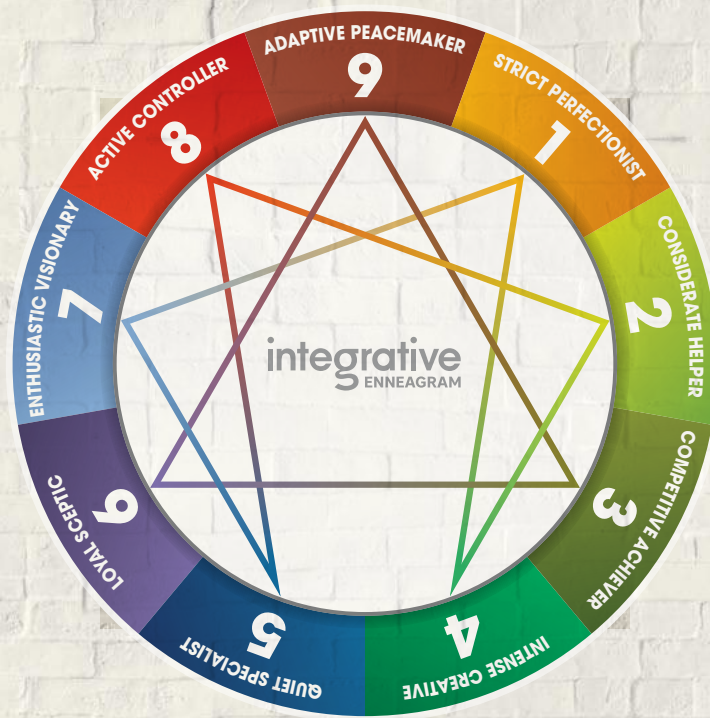 ADAPTIVE PEACEMAKER
9
STRICT PERFECTIONIST
1
CONSIDERATE HELPER
2
COMPETITIVE ACHIEVER
3
INTENSE CREATIVE
4
QUIET SPECIALIST
5
LOYAL SCEPTIC
6
ENTHUSIASTIC VISIONARY
7
ACTIVE CONTROLLER
8
integrative
ENNEAGRAM